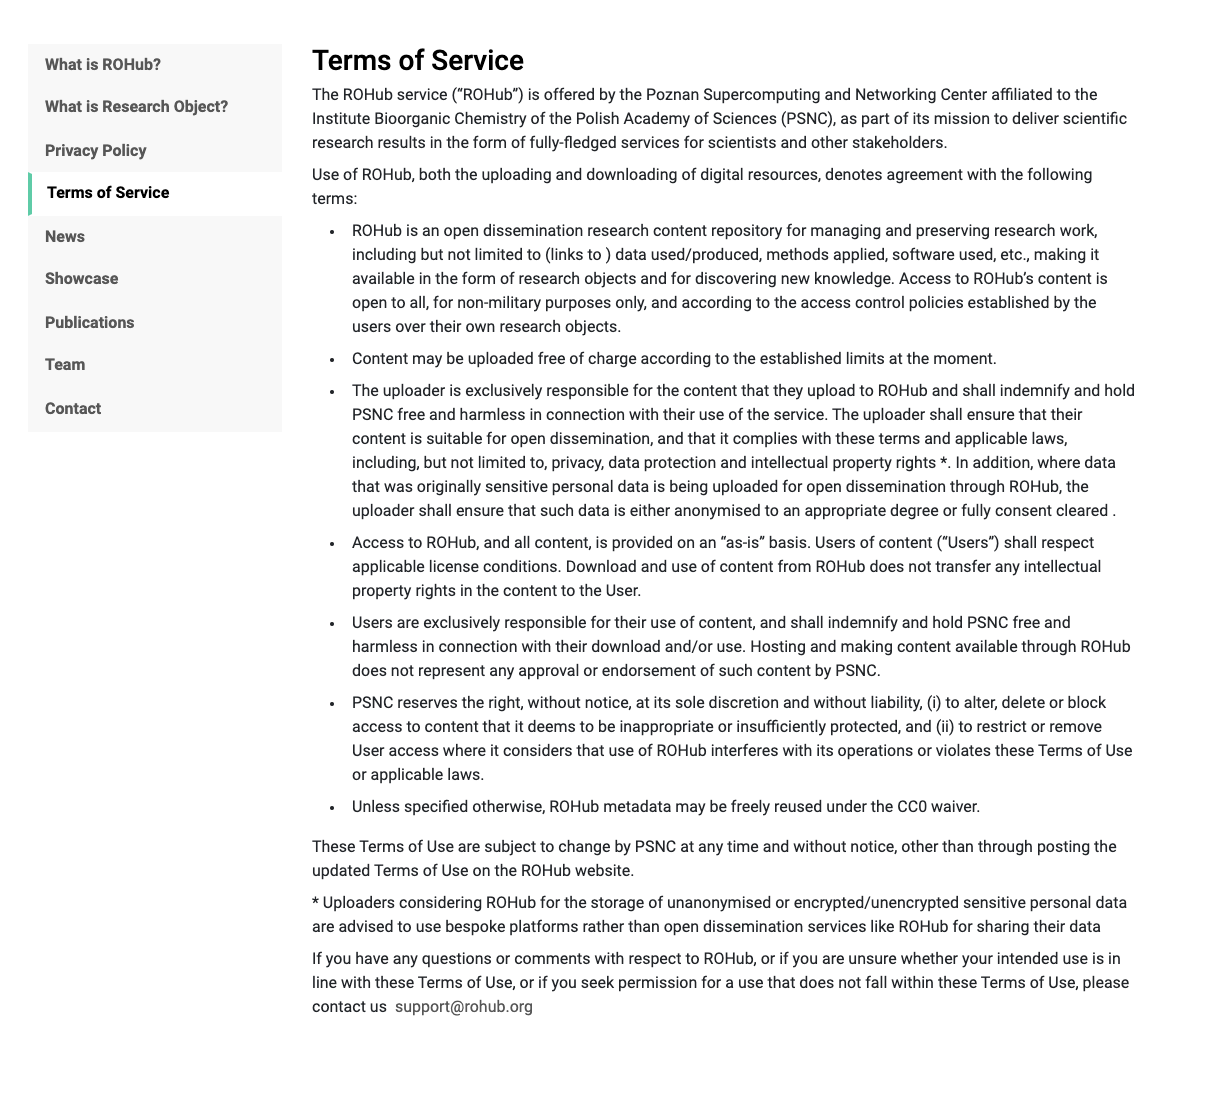 What is ROHub?
What is Research Object?
Privacy Policy
Terms of Service
News
Showcase
Publications
Team
Contact
Terms of Service
The ROHub service (“ROHub”) is offered by the Poznan Supercomputing and Networking Center affiliated to the
Institute Bioorganic Chemistry of the Polish Academy of Sciences (PSNC), as part of its mission to deliver scientific
research results in the form of fully-fledged services for scientists and other stakeholders.
Use of ROHub, both the uploading and downloading of digital resources, denotes agreement with the following
terms:
• ROHub is an open dissemination research content repository for managing and preserving research work,
including but not limited to (links to ) data used/produced, methods applied, software used, etc., making it
available in the form of research objects and for discovering new knowledge. Access to ROHub’s content is
open to all, for non-military purposes only, and according to the access control policies established by the
users over their own research objects.
• Content may be uploaded free of charge according to the established limits at the moment.
• The uploader is exclusively responsible for the content that they upload to ROHub and shall indemnify and hold
PSNC free and harmless in connection with their use of the service. The uploader shall ensure that their
content is suitable for open dissemination, and that it complies with these terms and applicable laws,
including, but not limited to, privacy, data protection and intellectual property rights *. In addition, where data
that was originally sensitive personal data is being uploaded for open dissemination through ROHub, the
uploader shall ensure that such data is either anonymised to an appropriate degree or fully consent cleared .
• Access to ROHub, and all content, is provided on an “as-is” basis. Users of content (“Users”) shall respect
applicable license conditions. Download and use of content from ROHub does not transfer any intellectual
property rights in the content to the User.
• Users are exclusively responsible for their use of content, and shall indemnify and hold PSNC free and
harmless in connection with their download and/or use. Hosting and making content available through ROHub
does not represent any approval or endorsement of such content by PSNC.
• PSNC reserves the right, without notice, at its sole discretion and without liability, (i) to alter, delete or block
access to content that it deems to be inappropriate or insufficiently protected, and (ii) to restrict or remove
User access where it considers that use of ROHub interferes with its operations or violates these Terms of Use
or applicable laws.
• Unless specified otherwise, ROHub metadata may be freely reused under the CC0 waiver.
These Terms of Use are subject to change by PSNC at any time and without notice, other than through posting the
updated Terms of Use on the ROHub website.
* Uploaders considering ROHub for the storage of unanonymised or encrypted/unencrypted sensitive personal data
are advised to use bespoke platforms rather than open dissemination services like ROHub for sharing their data
If you have any questions or comments with respect to ROHub, or if you are unsure whether your intended use is in
line with these Terms of Use, or if you seek permission for a use that does not fall within these Terms of Use, please
contact us support@rohub.org